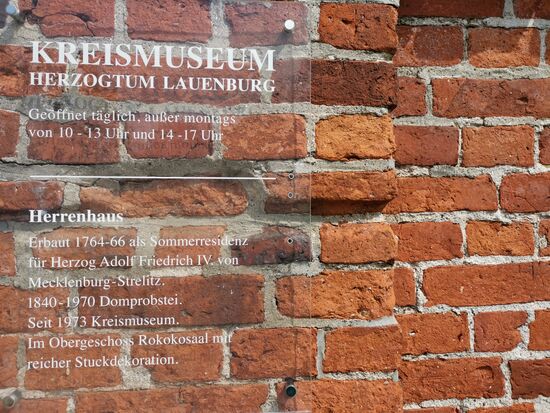 KREISMUSEUM
HERZOGTUM LAUENBURG
Geöffnet täglich, außer montags
von 10 - 13 Uhr und 14 -17 Uhr
Herrenhaus
Erbaut 1764-66 als Sommerresidenz
für Herzog Adolf Friedrich IV. von
Mecklenburg-Strelitz.
1840-1970 Domprobstei.
Seit 1973 Kreismuseum.
Im Obergeschoss Rokokosaal mit
reicher Stuckdekoration.